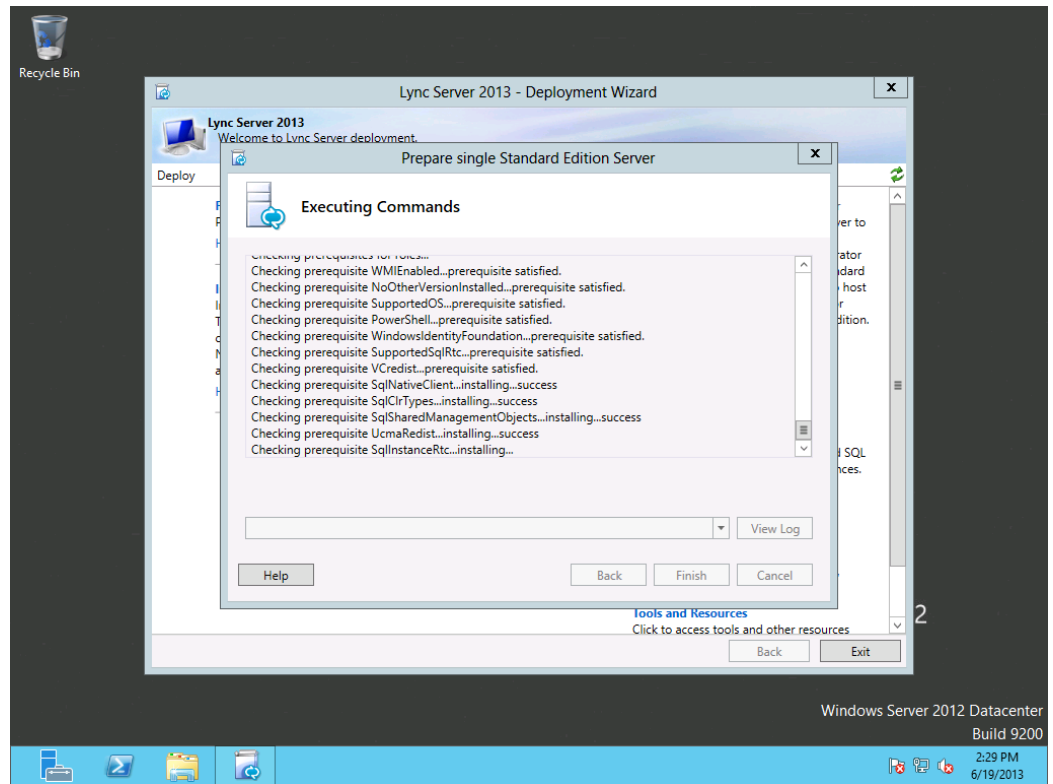 Recycle Bin
Lync Server 2013 - Deployment Wizard
x
Lync Server 2013
Welcome to Lync Server deployment.
Prepare single Standard Edition Server
x
Deploy
Executing Commands
Checking prerequisites for roles...
Checking prerequisite WMIEnabled...prerequisite satisfied.
Checking prerequisite NoOtherVersionInstalled...prerequisite satisfied.
Checking prerequisite SupportedOS...prerequisite satisfied.
Checking prerequisite PowerShell...prerequisite satisfied.
Checking prerequisite WindowsIdentityFoundation...prerequisite satisfied.
Checking prerequisite SupportedSqlRtc...prerequisite satisfied.
Checking prerequisite VCredist...prerequisite satisfied.
Checking prerequisite SqlNativeClient...installing...success
Checking prerequisite SqlClrTypes...installing...success
Checking prerequisite SqlSharedManagementObjects...installing...success
Checking prerequisite UcmaRedist...installing...success
Checking prerequisite SqlInstanceRtc...installing...
ver to
rator
dard
host
r
dition.
SQL
nces.
View Log
Help
Back
Finish
Cancel
Tools and Resources
Click to access tools and other resources
2
Back
Exit
Windows Server 2012 Datacenter
Build 9200
2:29 PM
6/19/2013